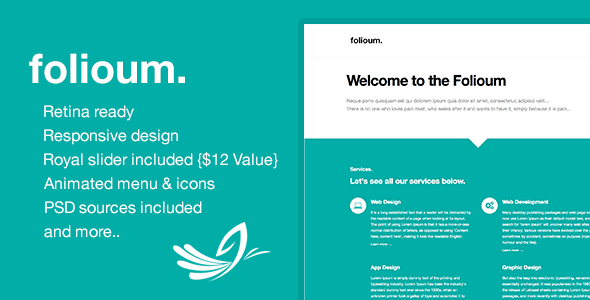 folioum.
Retina ready
Responsive design
Royal slider included {$12 Value}
Animated menu & icons
PSD sources included
and more..
folioum.
Welcome to the Folioum
Neque porro quisquam est qui dolorem ipsum quia dolor sit amet, consectetur, adipisci velit...
There is no one who loves pain itself, who seeks after it and wants to have it, simply because it is pain...
Services.
Let's see all our services below.
Web Design
It is a long established fact that a reader will be distracted by
the readable content of a page when looking at its layout.
The point of using Lorem Ipsum is that it has a more-or-less
normal distribution of letters, as opposed to using 'Content
here, content here', making it look like readable English.
Learn more
Web Development
Many desktop publishing packages and web page
now use Lorem Ipsum as their default model text, and
search for 'lorem ipsum' will uncover many web sites
their infancy. Various versions have evolved over the
sometimes by accident, sometimes on purpose
humour and the like).
Learn more
App Design
Lorem Ipsum is simply dummy text of the printing and
typesetting industry. Lorem Ipsum has been the industry's
standard dummy text ever since the 1500s, when an
unknown printer took a galley of type and scrambled it to
Graphic Design
but also the leap into electronic typesetting, remaining
essentially unchanged. It was popularised in the 1960s
the release of Letraset sheets containing Lorem Ipsum
passages, and more recently with desktop publishing